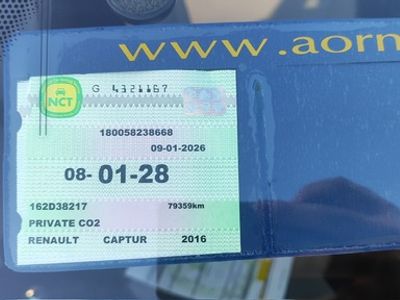 www.aorn
G 4321167
NCT
180058238668
09-01-2026
08-01-28
162D38217 79359km
PRIVATE CO2
RENAULT CAPTUR 2016